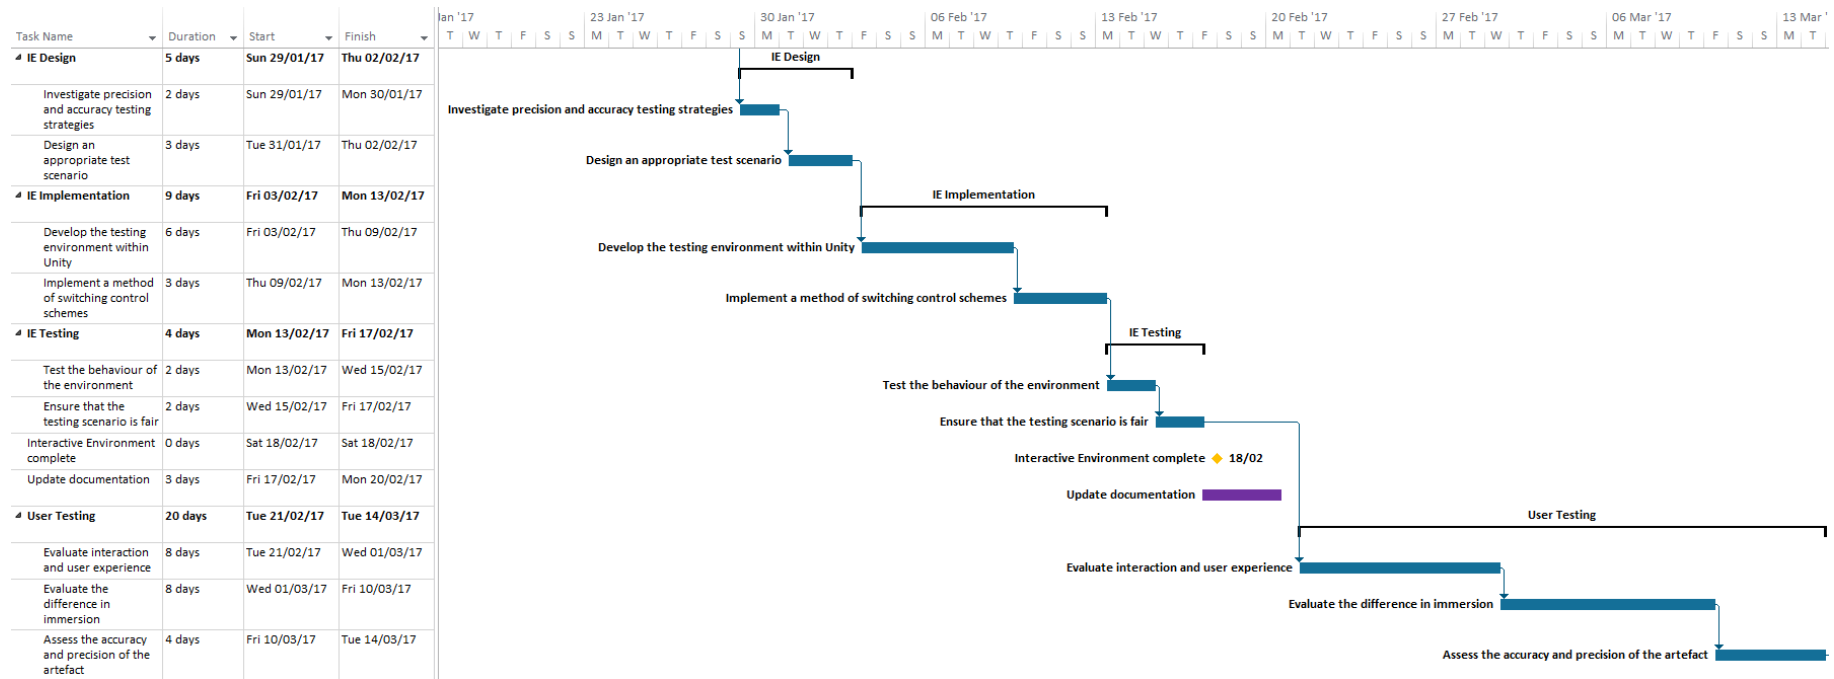 Jan '17 23 Jan '17 30 Jan '17 06 Feb '17 13 Feb '17 20 Feb '17 27 Feb '17 06 Mar '17 13 Mar '
Task Name Duration Start Finish T W T F S S M T W T F S S M T W T F S S M T W T F S S M T W T F S S M T W T F S S M T W T F S S M T W T F S S M T
IE Design 5 days Sun 29/01/17 Thu 02/02/17 IE Design
Investigate precision 2 days Sun 29/01/17 Mon 30/01/17
and accuracy testing Investigate precision and accuracy testing strategies
strategies
Design an 3 days Tue 31/01/17 Thu 02/02/17
appropriate test Design an appropriate test scenario
scenario
IE Implementation 9 days Fri 03/02/17 Mon 13/02/17 IE Implementation
Develop the testing 6 days Fri 03/02/17 Thu 09/02/17
environment within Develop the testing environment within Unity
Unity
Implement a method 3 days Thu 09/02/17 Mon 13/02/17
of switching control Implement a method of switching control schemes
schemes
IE Testing 4 days Mon 13/02/17 Fri 17/02/17 IE Testing
Test the behaviour of 2 days Mon 13/02/17 Wed 15/02/17
the environment Test the behaviour of the environment
Ensure that the 2 days Wed 15/02/17 Fri 17/02/17
testing scenario is fair Ensure that the testing scenario is fair
Interactive Environment 0 days Sat 18/02/17 Sat 18/02/17
complete Interactive Environment complete 18/02
Update documentation 3 days Fri 17/02/17 Mon 20/02/17
Update documentation
User Testing 20 days Tue 21/02/17 Tue 14/03/17 User Testing
Evaluate interaction 8 days Tue 21/02/17 Wed 01/03/17
and user experience Evaluate interaction and user experience
Evaluate the 8 days Wed 01/03/17 Fri 10/03/17
difference in Evaluate the difference in immersion
immersion
Assess the accuracy 4 days Fri 10/03/17 Tue 14/03/17
and precision of the Assess the accuracy and precision of the artefact
artefact